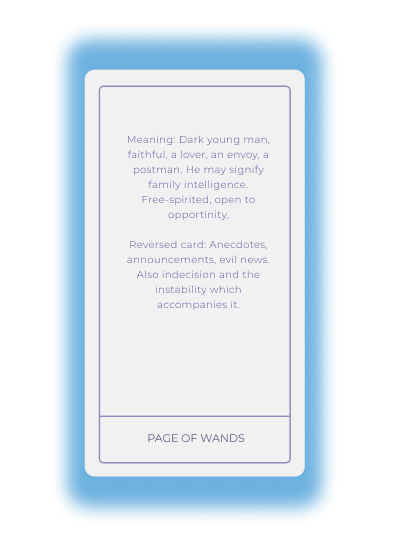 Meaning: Dark young man,
faithful, a lover, an envoy, a
postman. He may signify
family intelligence.
Free-spirited, open to
opportinity,
Reversed card: Anecdotes,
announcements, evil news.
Also indecision and the
instability which
accompanies it.
PAGE OF WANDS